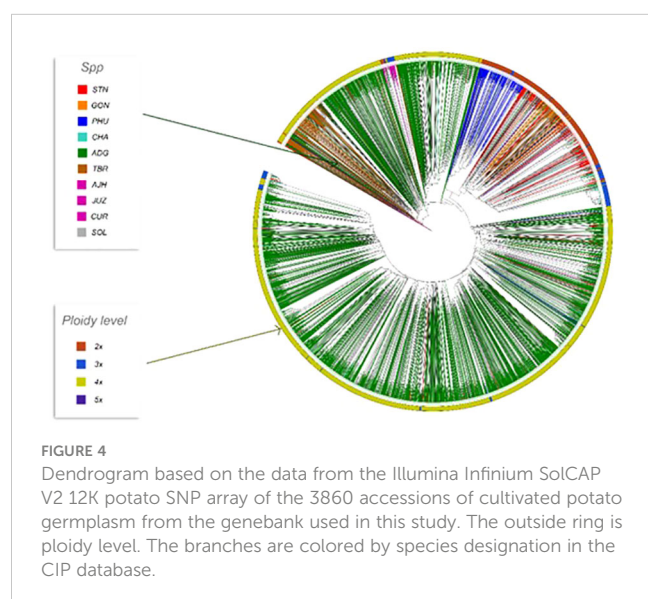 Spp
STN
GON
PHU
CHA
ADG
TBR
AJH
JUZ
CUR
SOL
Ploidy level
2x
3x
4x
5x
FIGURE 4
Dendrogram based on the data from the Illumina Infinium SolCAP
V2 12K potato SNP array of the 3860 accessions of cultivated potato
germplasm from the genebank used in this study. The outside ring is
ploidy level. The branches are colored by species designation in the
CIP database.